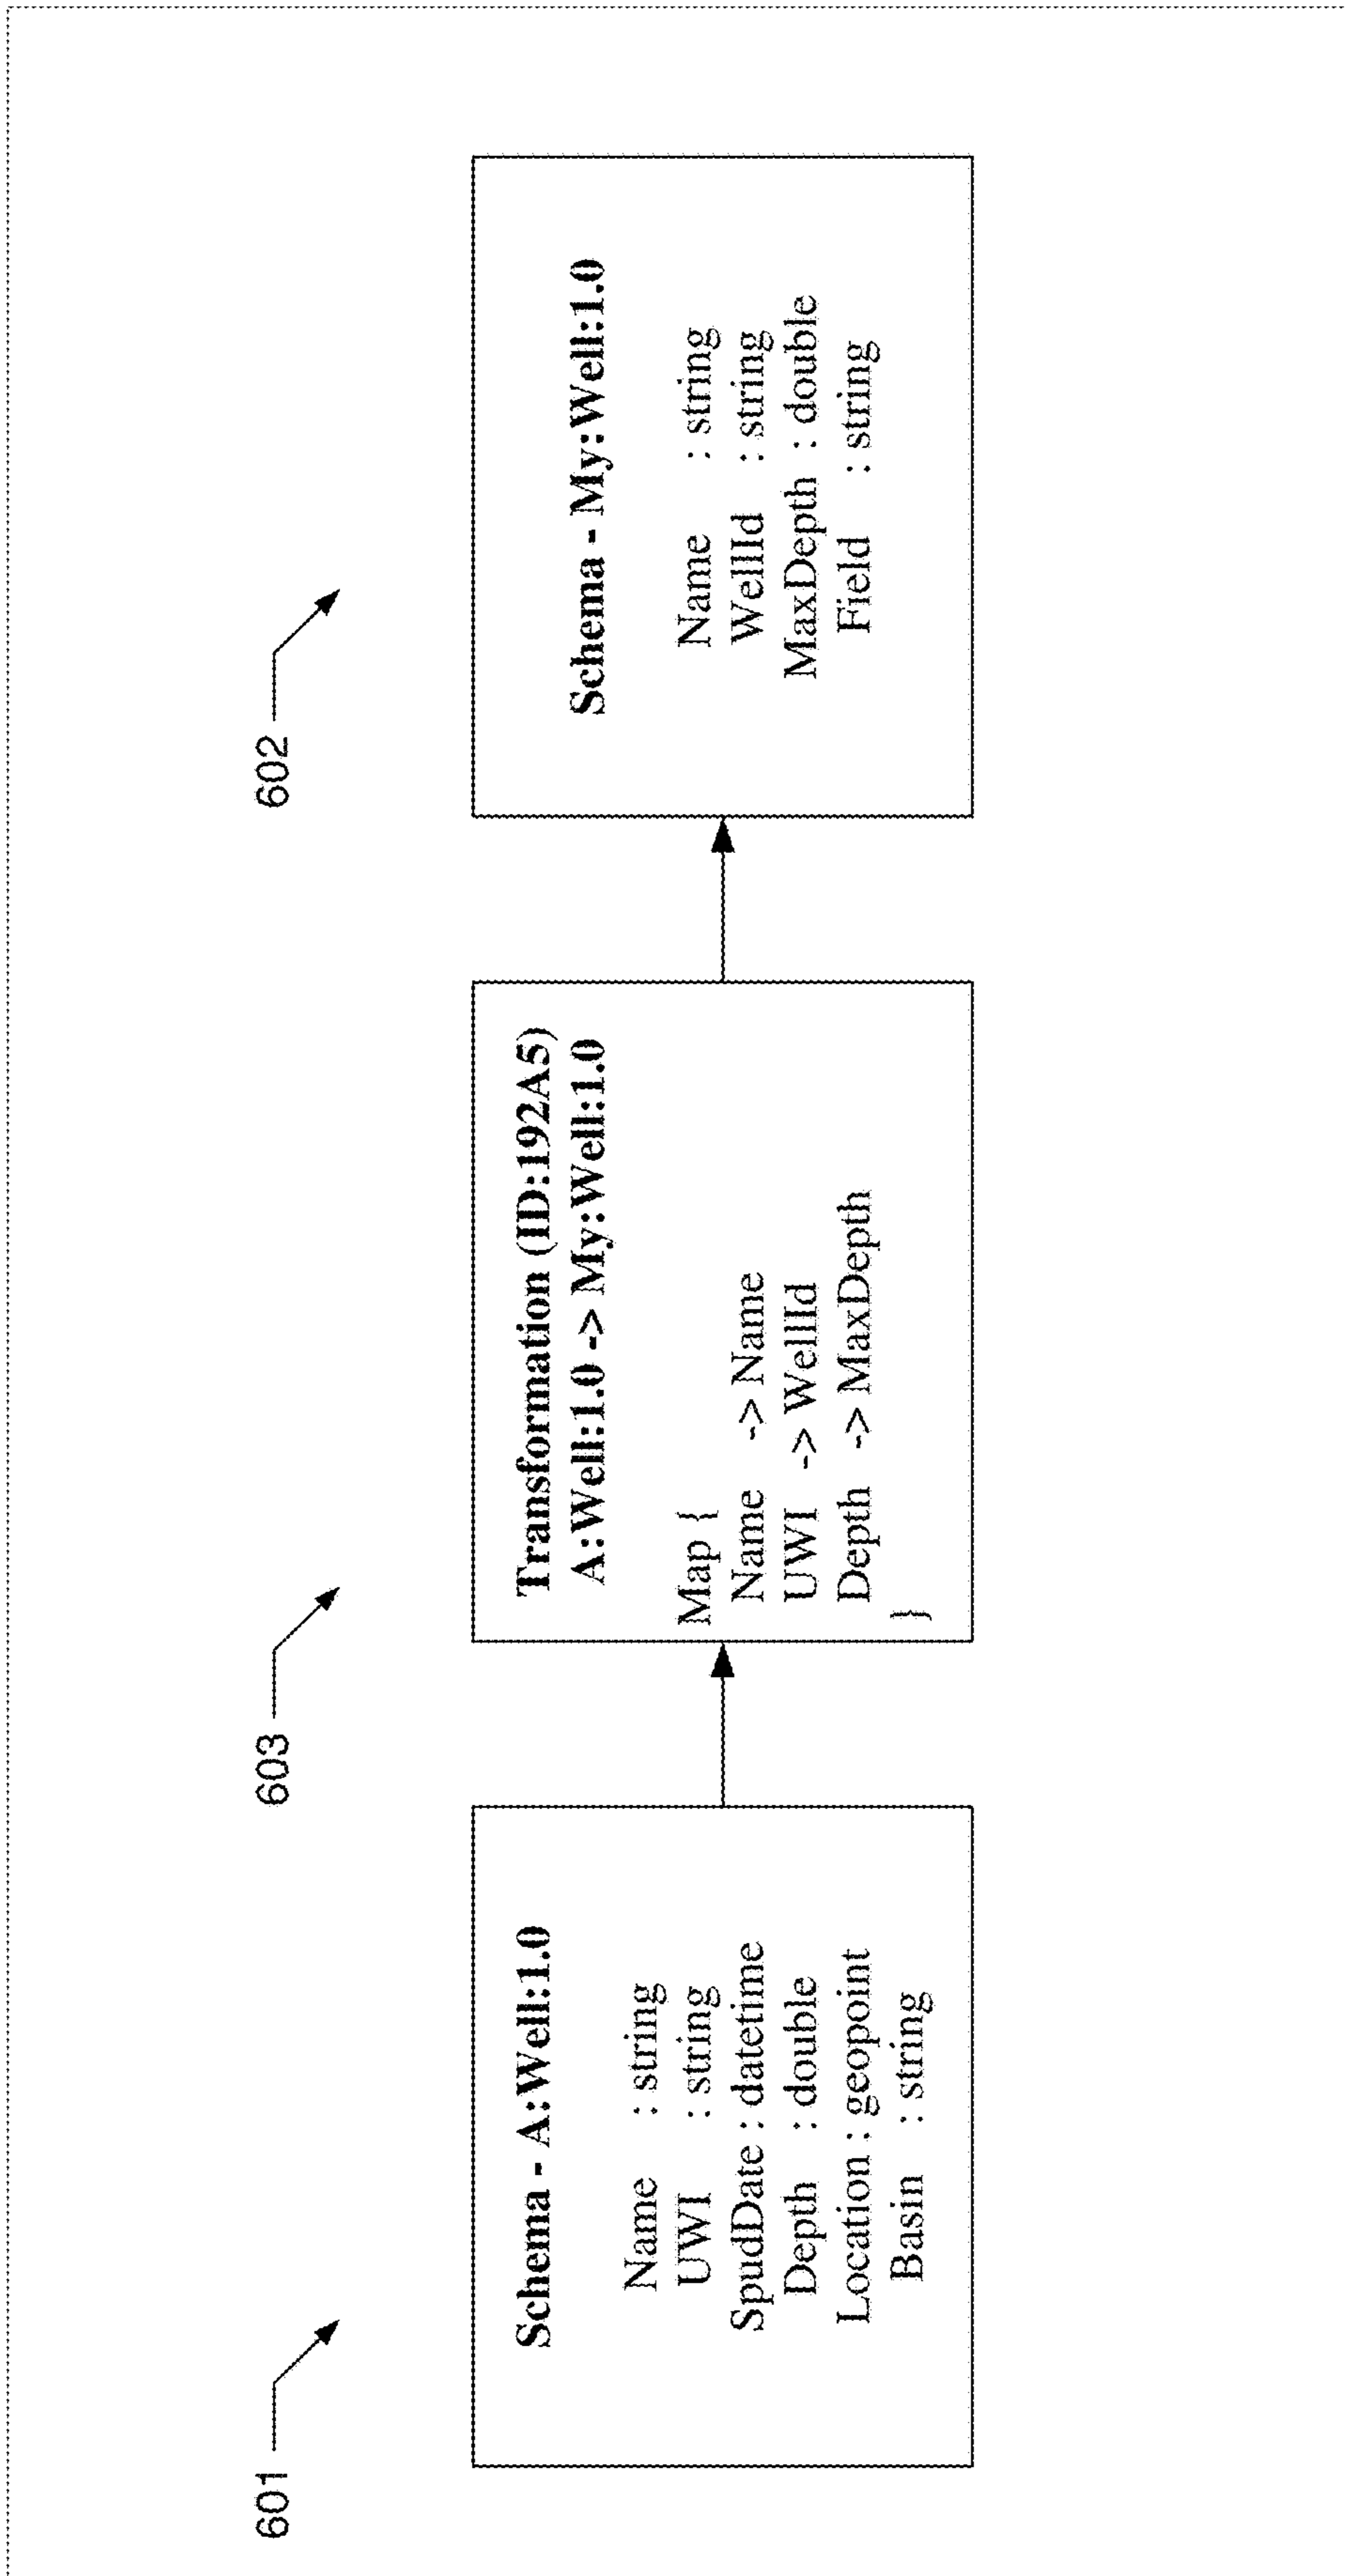 601
Schema - A:Well:1.0
Name : string
UWI : string
SpudDate : datetime
Depth : double
Location : geopoint
Basin : string
603
Transformation (ID:192A5)
A:Well:1.0 -> My:Well:1.0
Map {
Name -> Name
UWI -> WellId
Depth -> MaxDepth
}
602
Schema - My:Well:1.0
Name : string
WellId : string
MaxDepth : double
Field : string